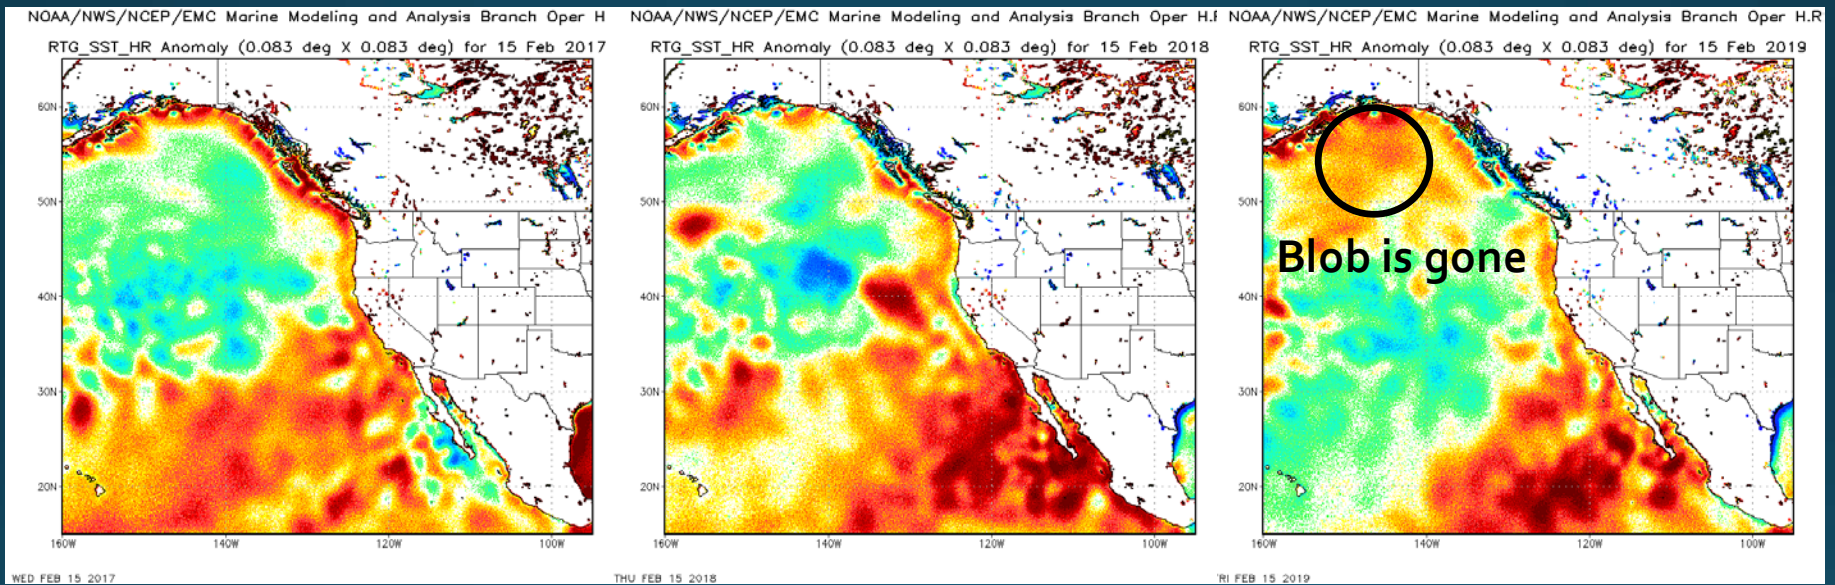 NOAA/NWS/NCEP/EMC Marine Modeling and Analysis Branch Oper H
RTG_SST_HR Anomaly (0.083 deg X 0.083 deg) for 15 Feb 2017
60N
50N
40N
30N
20N
160W 140W 120W 100W
WED FEB 15 2017
NOAA/NWS/NCEP/EMC Marine Modeling and Analysis Branch Oper H.F
RTG_SST_HR Anomaly (0.083 deg X 0.083 deg) for 15 Feb 2018
60N
50N
40N
30N
20N
160W 140W 120W 100W
THU FEB 15 2018
NOAA/NWS/NCEP/EMC Marine Modeling and Analysis Branch Oper H.R
RTG_SST_HR Anomaly (0.083 deg X 0.083 deg) for 15 Feb 2019
60N
50N
Blob is gone
40N
30N
20N
160W 140W 120W 100W
RI FEB 15 2019